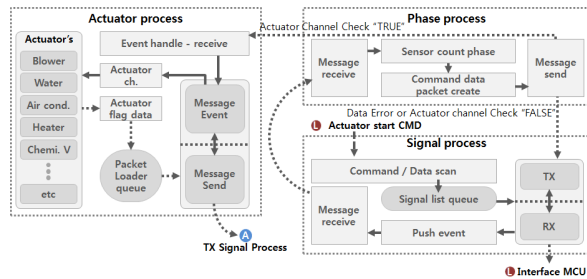 Actuator process
Actuator's
Blower
Water
Air cond.
Heater
Chemi. V
etc
Event handle - receive
Actuator
ch.
Actuator
flag data
Packet
Loader
queue
Message
Event
Message
Send
A
TX Signal Process
Actuator Channel Check “TRUE”
Phase process
Message
receive
Sensor count phase
Command data
packet create
Message
send
Data Error or Actuator channel Check “FALSE”
L Actuator start CMD
Signal process
Command / Data scan
Signal list queue
Message
receive
Push event
TX
RX
L Interface MCU